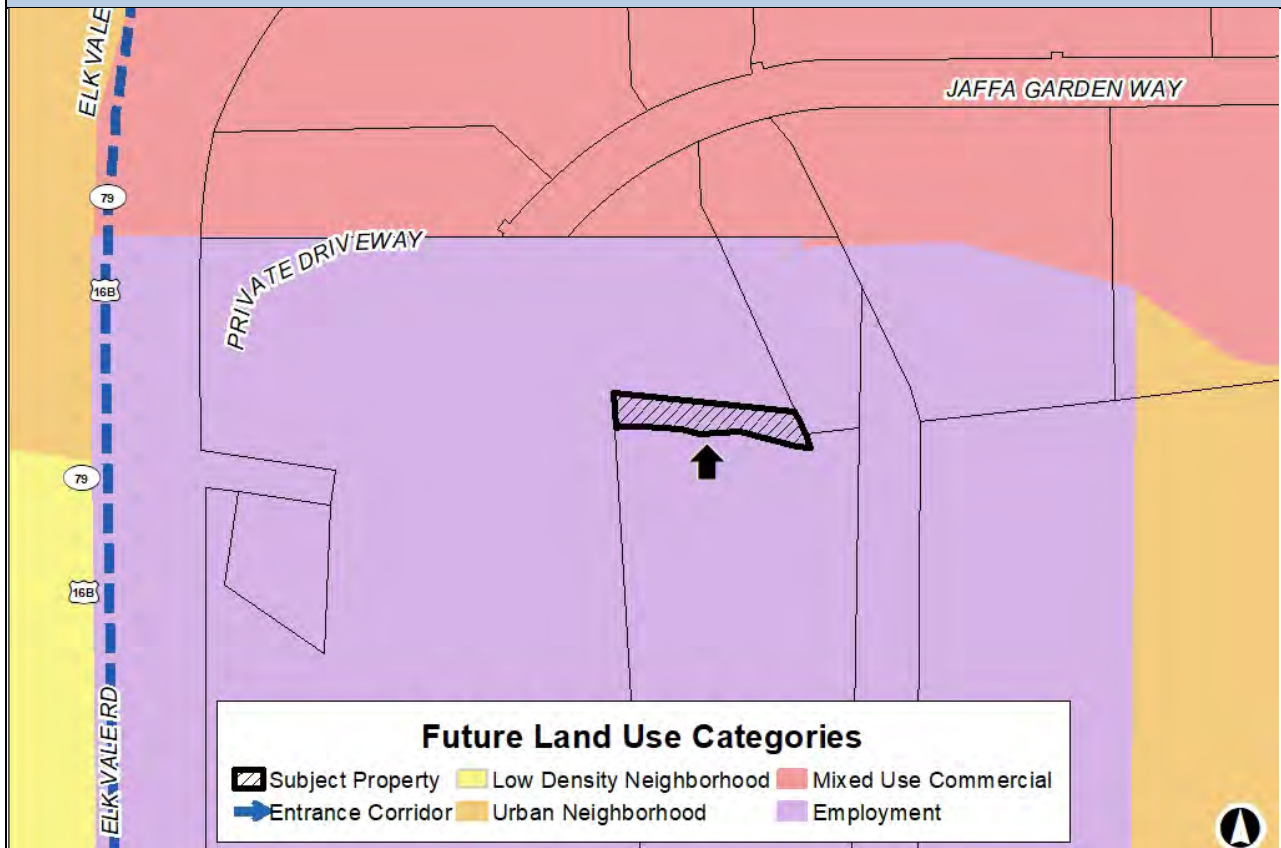 ELK VALE
JAFFA GARDEN WAY
79
PRIVATE DRIVEWAY
16B
79
16B
ELK VALE RD
Future Land Use Categories
Subject Property Low Density Neighborhood Mixed Use Commercial
Entrance Corridor Urban Neighborhood Employment